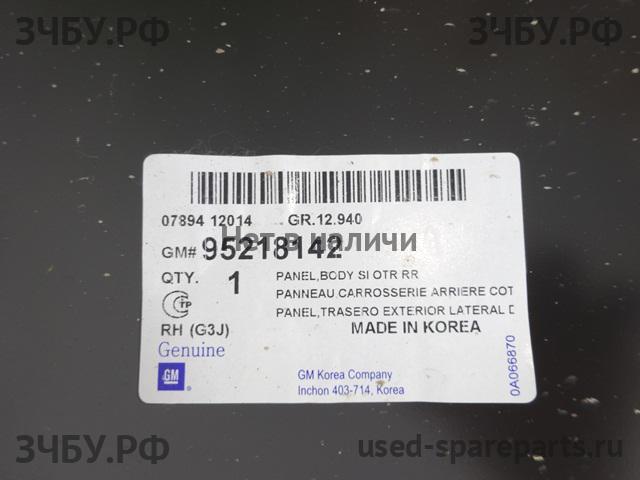 ЗЧБУ.РФ
ЗЧБУ.РФ
07894 12014 GR.12.940
Нет в наличи
GM# 95218142
QTY. 1
PANEL,BODY SI OTR RR
PANNEAU,CARROSSERIE ARRIERE COT
PANEL,TRASERO EXTERIOR LATERAL D
CTP
RH (G3J) MADE IN KOREA
Genuine
GM
GM Korea Company
Inchon 403-714, Korea
0A066870
ЗЧБУ.РФ
used-spareparts.ru